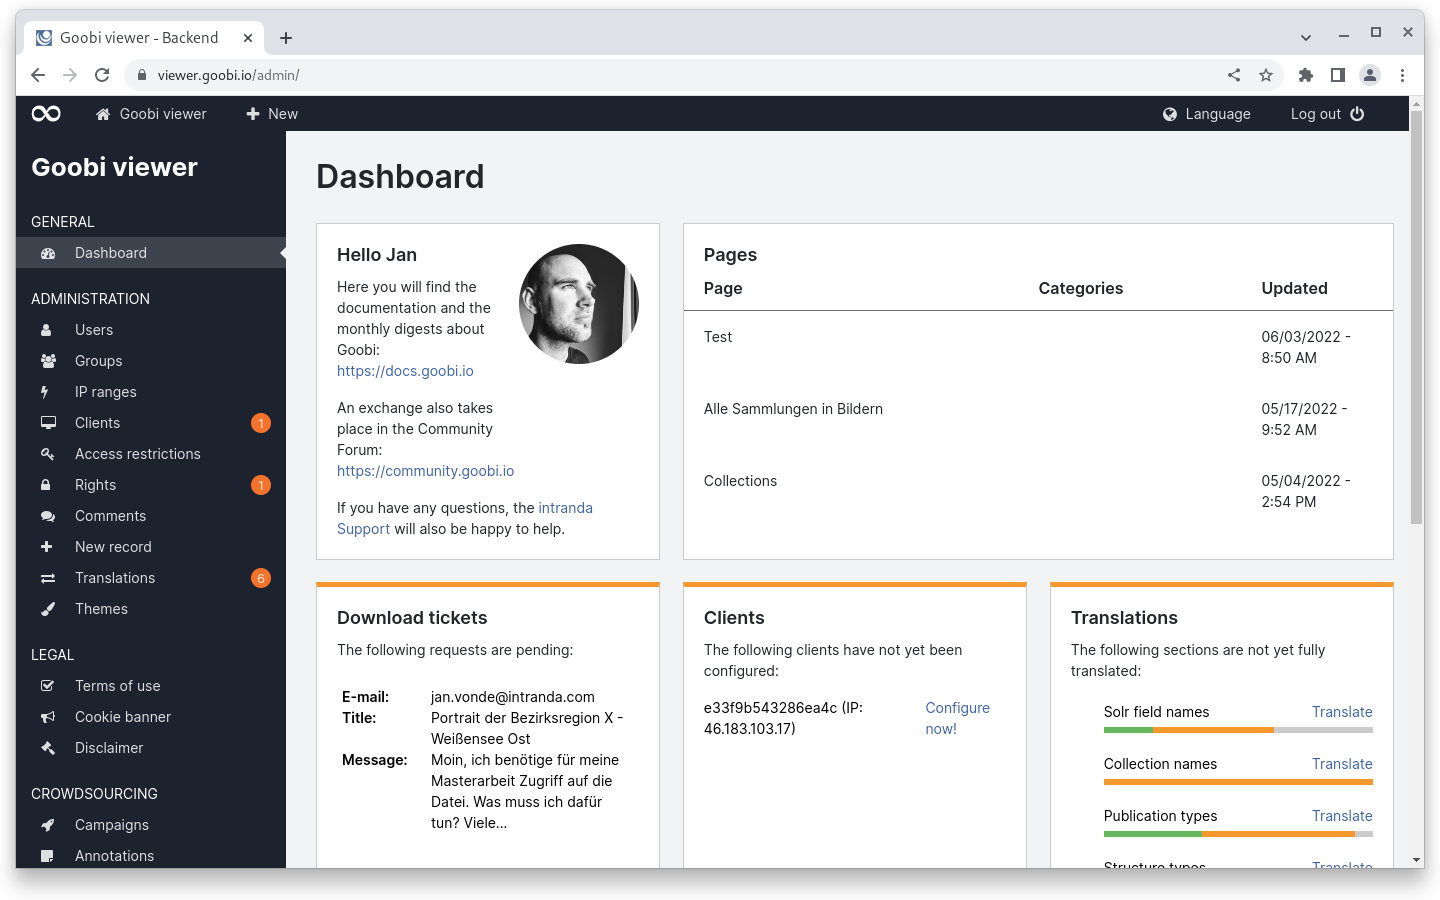 Goobi viewer - Backend
viewer.goobi.io/admin/
Goobi viewer
New
Language
Log out
Goobi viewer
GENERAL
Dashboard
ADMINISTRATION
Users
Groups
IP ranges
Clients 1
Access restrictions
Rights 1
Comments
New record
Translations 6
Themes
LEGAL
Terms of use
Cookie banner
Disclaimer
CROWDSOURCING
Campaigns
Annotations
Dashboard
Hello Jan
Here you will find the
documentation and the
monthly digests about
Goobi:
https://docs.goobi.io
An exchange also takes
place in the Community
Forum:
https://community.goobi.io
If you have any questions, the intranda
Support will also be happy to help.
Pages
Page Categories Updated
Test 06/03/2022 -
8:50 AM
Alle Sammlungen in Bildern 05/17/2022 -
9:52 AM
Collections 05/04/2022 -
2:54 PM
Download tickets
The following requests are pending:
E-mail: jan.vonde@intranda.com
Title: Portrait der Bezirksregion X -
Weißensee Ost
Message: Moin, ich benötige für meine
Masterarbeit Zugriff auf die
Datei. Was muss ich dafür
tun? Viele...
Clients
The following clients have not yet been
configured:
e33f9b543286ea4c (IP: Configure
46.183.103.17) now!
Translations
The following sections are not yet fully
translated:
Solr field names Translate
Collection names Translate
Publication types Translate
Structure types Translate